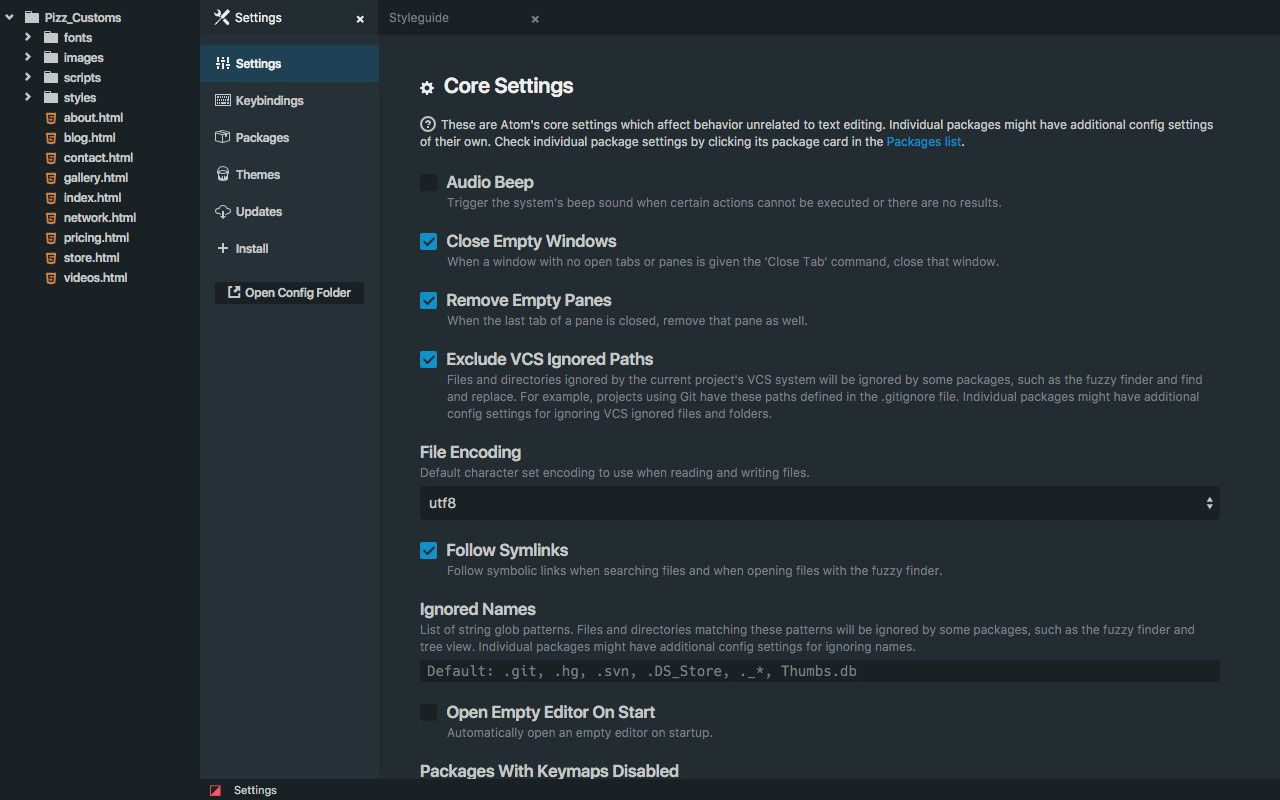 Pizz_Customs
fonts
images
scripts
styles
about.html
blog.html
contact.html
gallery.html
index.html
network.html
pricing.html
store.html
videos.html
Settings
Styleguide
Settings
Keybindings
Packages
Themes
Updates
Install
Open Config Folder
Core Settings
These are Atom's core settings which affect behavior unrelated to text editing. Individual packages might have additional config settings
of their own. Check individual package settings by clicking its package card in the Packages list.
Audio Beep
Trigger the system's beep sound when certain actions cannot be executed or there are no results.
Close Empty Windows
When a window with no open tabs or panes is given the 'Close Tab' command, close that window.
Remove Empty Panes
When the last tab of a pane is closed, remove that pane as well.
Exclude VCS Ignored Paths
Files and directories ignored by the current project's VCS system will be ignored by some packages, such as the fuzzy finder and find
and replace. For example, projects using Git have these paths defined in the .gitignore file. Individual packages might have additional
config settings for ignoring VCS ignored files and folders.
File Encoding
Default character set encoding to use when reading and writing files.
utf8
Follow Symlinks
Follow symbolic links when searching files and when opening files with the fuzzy finder.
Ignored Names
List of string glob patterns. Files and directories matching these patterns will be ignored by some packages, such as the fuzzy finder and
tree view. Individual packages might have additional config settings for ignoring names.
Default: .git, .hg, .svn, .DS_Store, ._*, Thumbs.db
Open Empty Editor On Start
Automatically open an empty editor on startup.
Packages With Keymaps Disabled
Settings